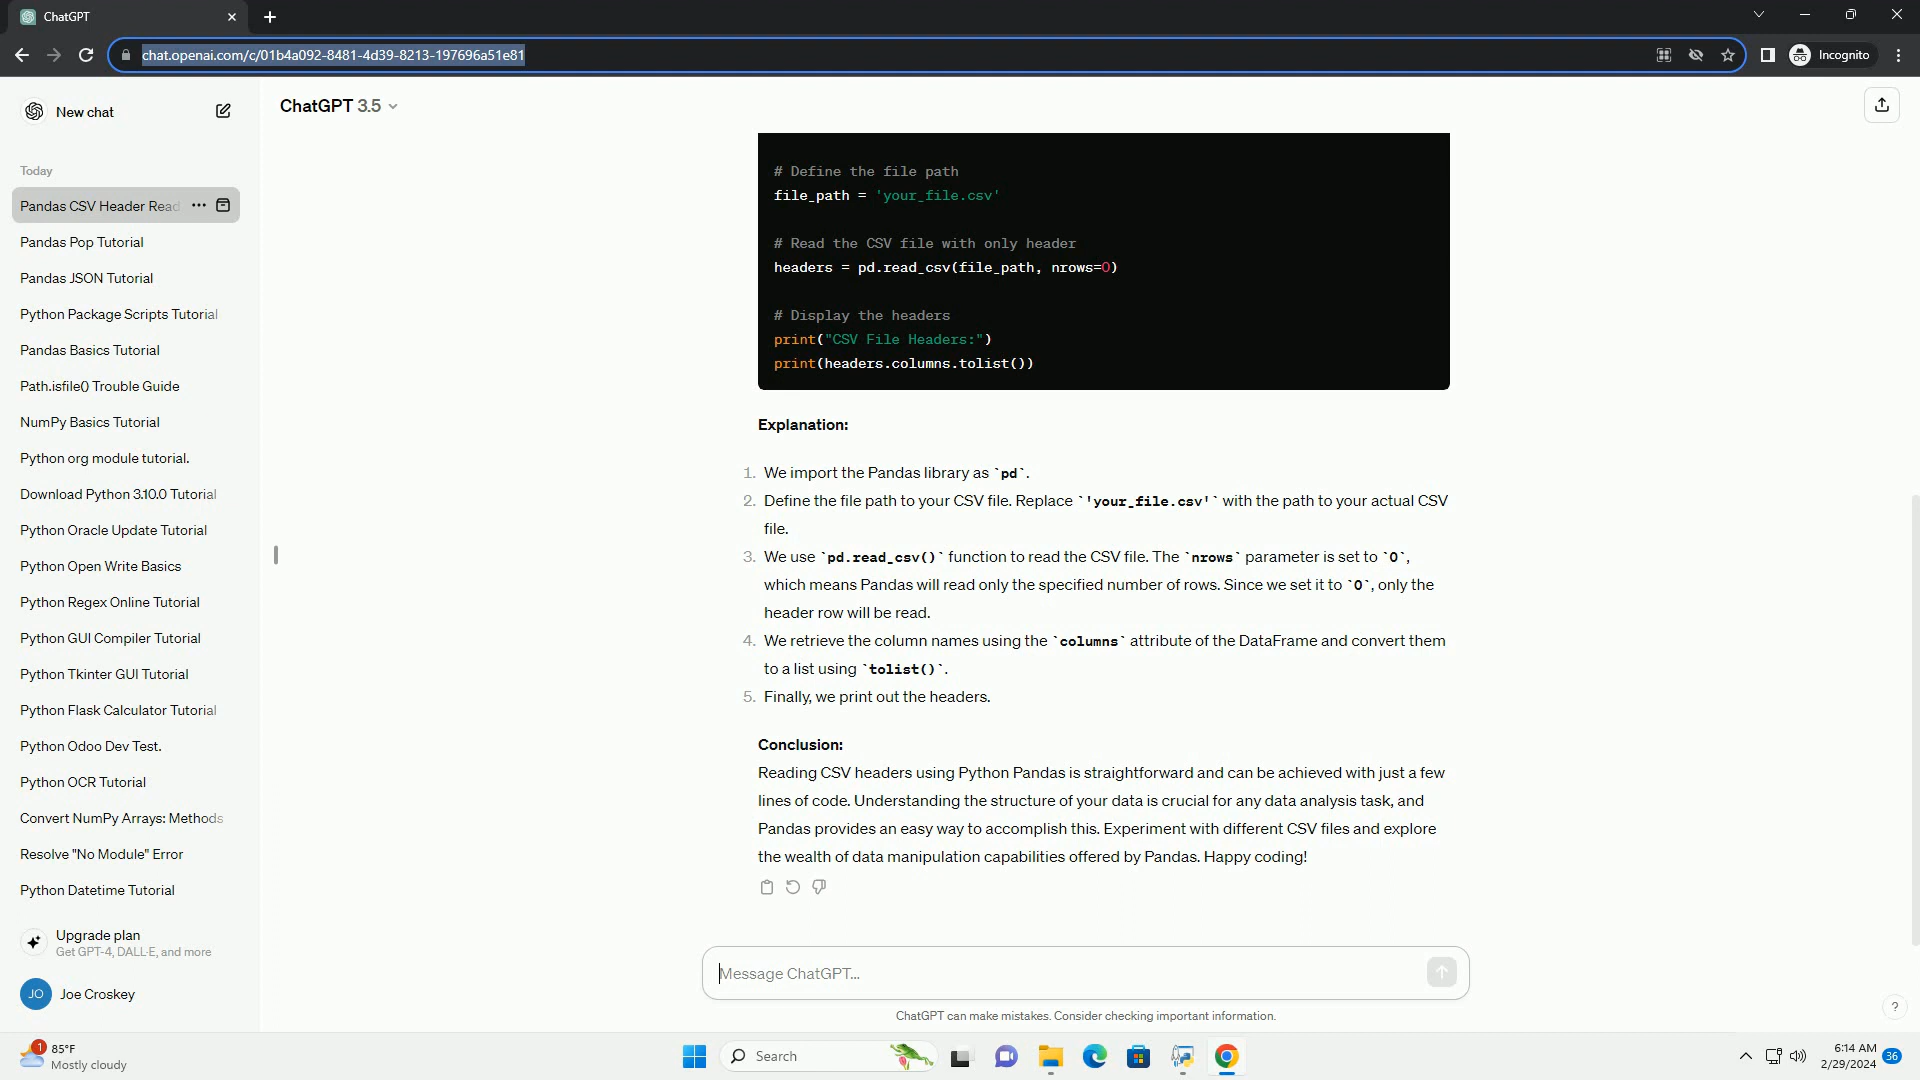 ChatGPT
chat.openai.com/c/01b4a092-8481-4d39-8213-197696a51e81
Incognito
New chat
ChatGPT 3.5
Today
Pandas CSV Header Read
Pandas Pop Tutorial
Pandas JSON Tutorial
Python Package Scripts Tutorial
Pandas Basics Tutorial
Path.isfile() Trouble Guide
NumPy Basics Tutorial
Python org module tutorial.
Download Python 3.10.0 Tutorial
Python Oracle Update Tutorial
Python Open Write Basics
Python Regex Online Tutorial
Python GUI Compiler Tutorial
Python Tkinter GUI Tutorial
Python Flask Calculator Tutorial
Python Odoo Dev Test.
Python OCR Tutorial
Convert NumPy Arrays: Methods
Resolve "No Module" Error
Python Datetime Tutorial
Upgrade plan
Get GPT-4, DALL·E, and more
JO Joe Croskey
# Define the file path
file_path = 'your_file.csv'
# Read the CSV file with only header
headers = pd.read_csv(file_path, nrows=0)
# Display the headers
print("CSV File Headers:")
print(headers.columns.tolist())
Explanation:
1. We import the Pandas library as `pd`.
2. Define the file path to your CSV file. Replace `'your_file.csv'` with the path to your actual CSV
file.
3. We use `pd.read_csv()` function to read the CSV file. The `nrows` parameter is set to `0`,
which means Pandas will read only the specified number of rows. Since we set it to `0`, only the
header row will be read.
4. We retrieve the column names using the `columns` attribute of the DataFrame and convert them
to a list using `tolist()`.
5. Finally, we print out the headers.
Conclusion:
Reading CSV headers using Python Pandas is straightforward and can be achieved with just a few
lines of code. Understanding the structure of your data is crucial for any data analysis task, and
Pandas provides an easy way to accomplish this. Experiment with different CSV files and explore
the wealth of data manipulation capabilities offered by Pandas. Happy coding!
Message ChatGPT...
ChatGPT can make mistakes. Consider checking important information.
?
1
85°F
Mostly cloudy
Search
6:14 AM
2/29/2024
36